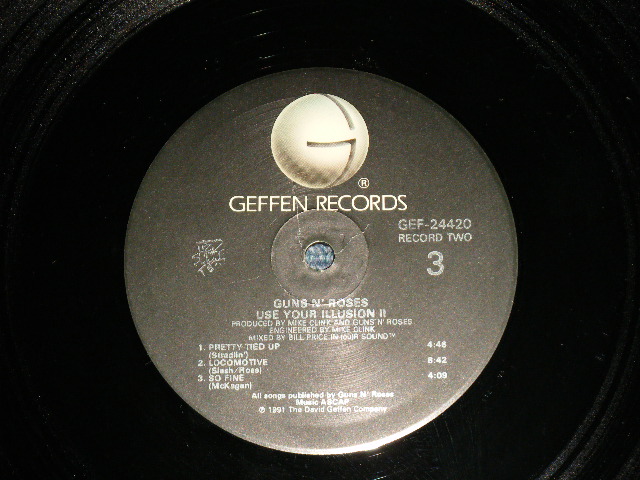 ®
GEFFEN RECORDS
GEF-24420
RECORD TWO
3
GUNS N' ROSES
USE YOUR ILLUSION II
PRODUCED BY MIKE CLINK AND GUNS N' ROSES
ENGINEERED BY MIKE CLINK
MIXED BY BILL PRICE IN "OUR SOUND"
1. PRETTY TIED UP 4:46
(Stradlin')
2. LOCOMOTIVE 8:42
(Slash/Rose)
3. SO FINE 4:09
(McKagan)
All songs published by Guns N' Roses
Music ASCAP
℗ 1991 The David Geffen Company